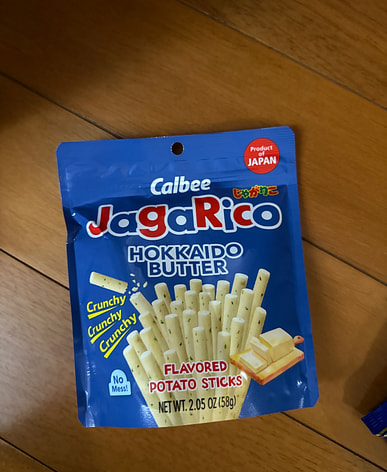 Product
of
JAPAN
Calbee
じゃがりこ
JagaRico
HOKKAIDO
BUTTER
Crunchy
Crunchy
Crunchy
FLAVORED
POTATO STICKS
No
Mess!
NET WT. 2.05 OZ (58g)